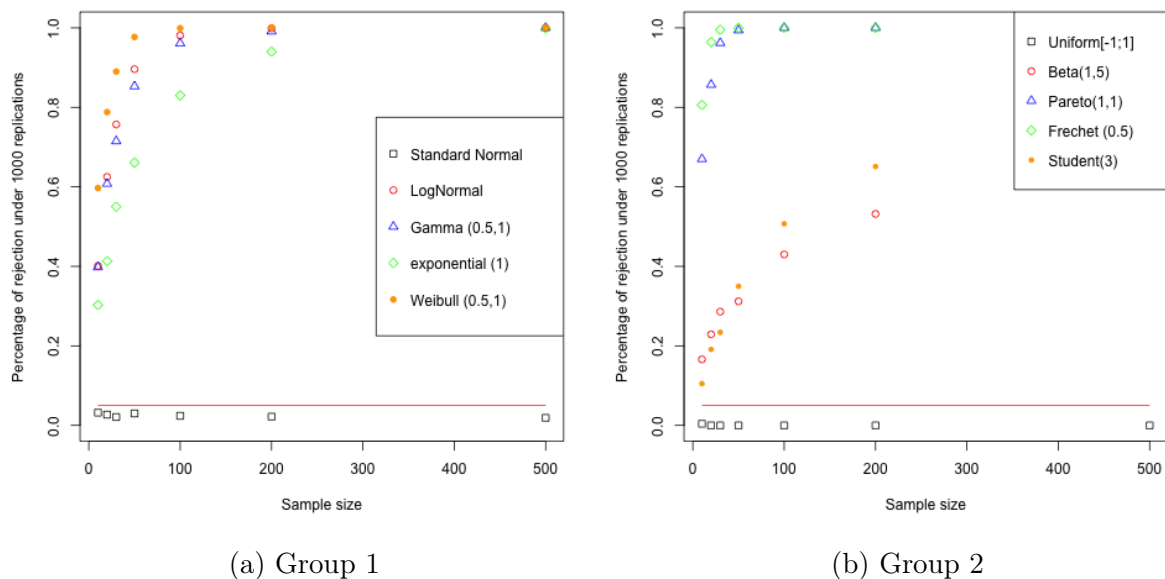 Percentage of rejection under 1000 replications
0.0 0.2 0.4 0.6 0.8 1.0
Standard Normal
LogNormal
Gamma (0.5,1)
exponential (1)
Weibull (0.5,1)
0 100 200 300 400 500
Sample size
(a) Group 1
Percentage of rejection under 1000 replications
0.0 0.2 0.4 0.6 0.8 1.0
Uniform[-1;1]
Beta(1,5)
Pareto(1,1)
Frechet (0.5)
Student(3)
0 100 200 300 400 500
Sample size
(b) Group 2